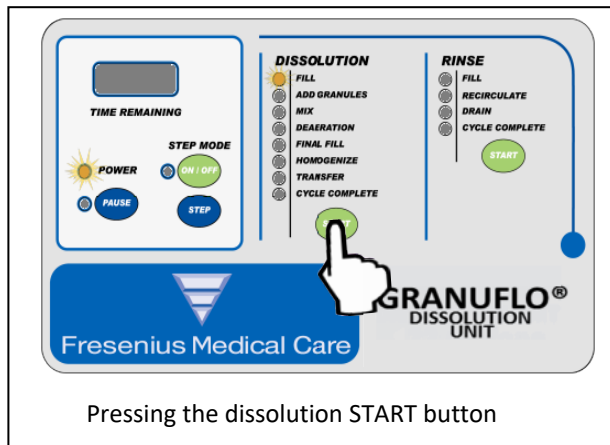 TIME REMAINING
STEP MODE
POWER
ON / OFF
PAUSE
STEP
DISSOLUTION
FILL
ADD GRANULES
MIX
DEAERATION
FINAL FILL
HOMOGENIZE
TRANSFER
CYCLE COMPLETE
RINSE
FILL
RECIRCULATE
DRAIN
CYCLE COMPLETE
START
Fresenius Medical Care
GRANUFLO®
DISSOLUTION
UNIT
Pressing the dissolution START button